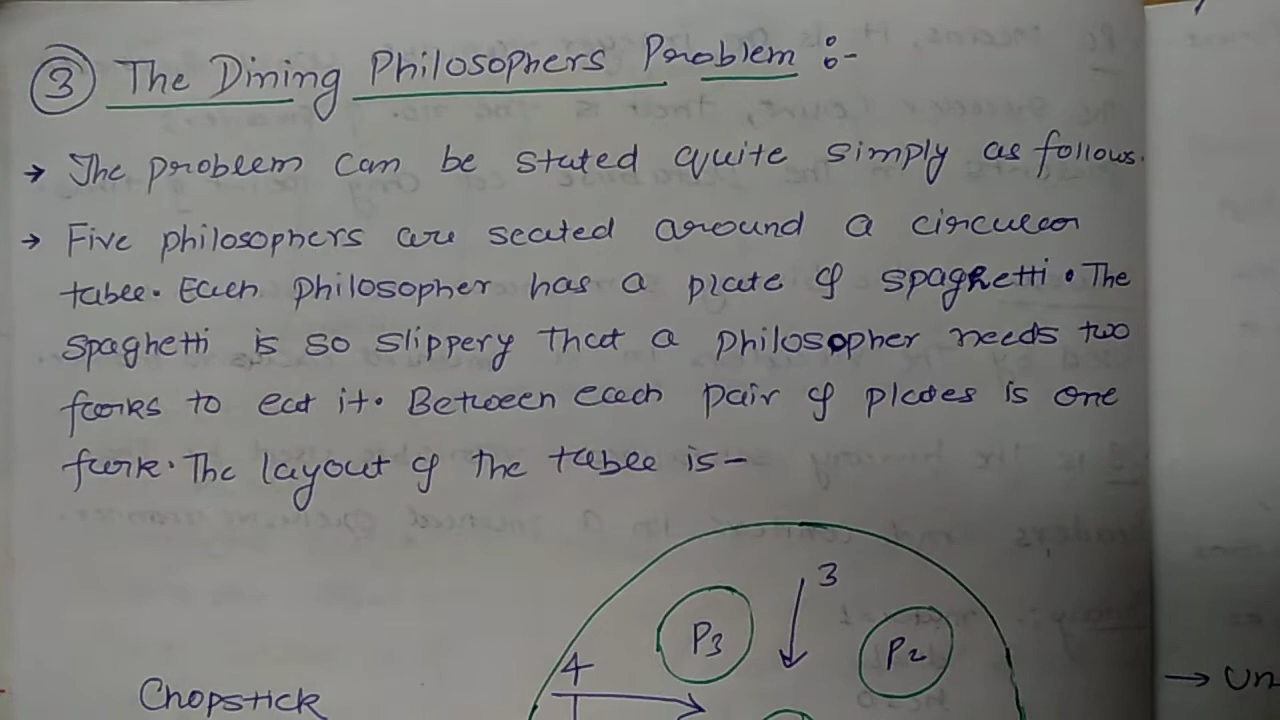 3 The Dining Philosophers Problem :-
→ The problem can be stated quite simply as follows.
→ Five philosophers are seated around a circular
table. Each philosopher has a plate of spaghetti. The
spaghetti is so slippery that a philosopher needs two
forks to eat it. Between each pair of plates is one
fork. The layout of the table is -
3
P3
P2
4
Chopstick
→ Un